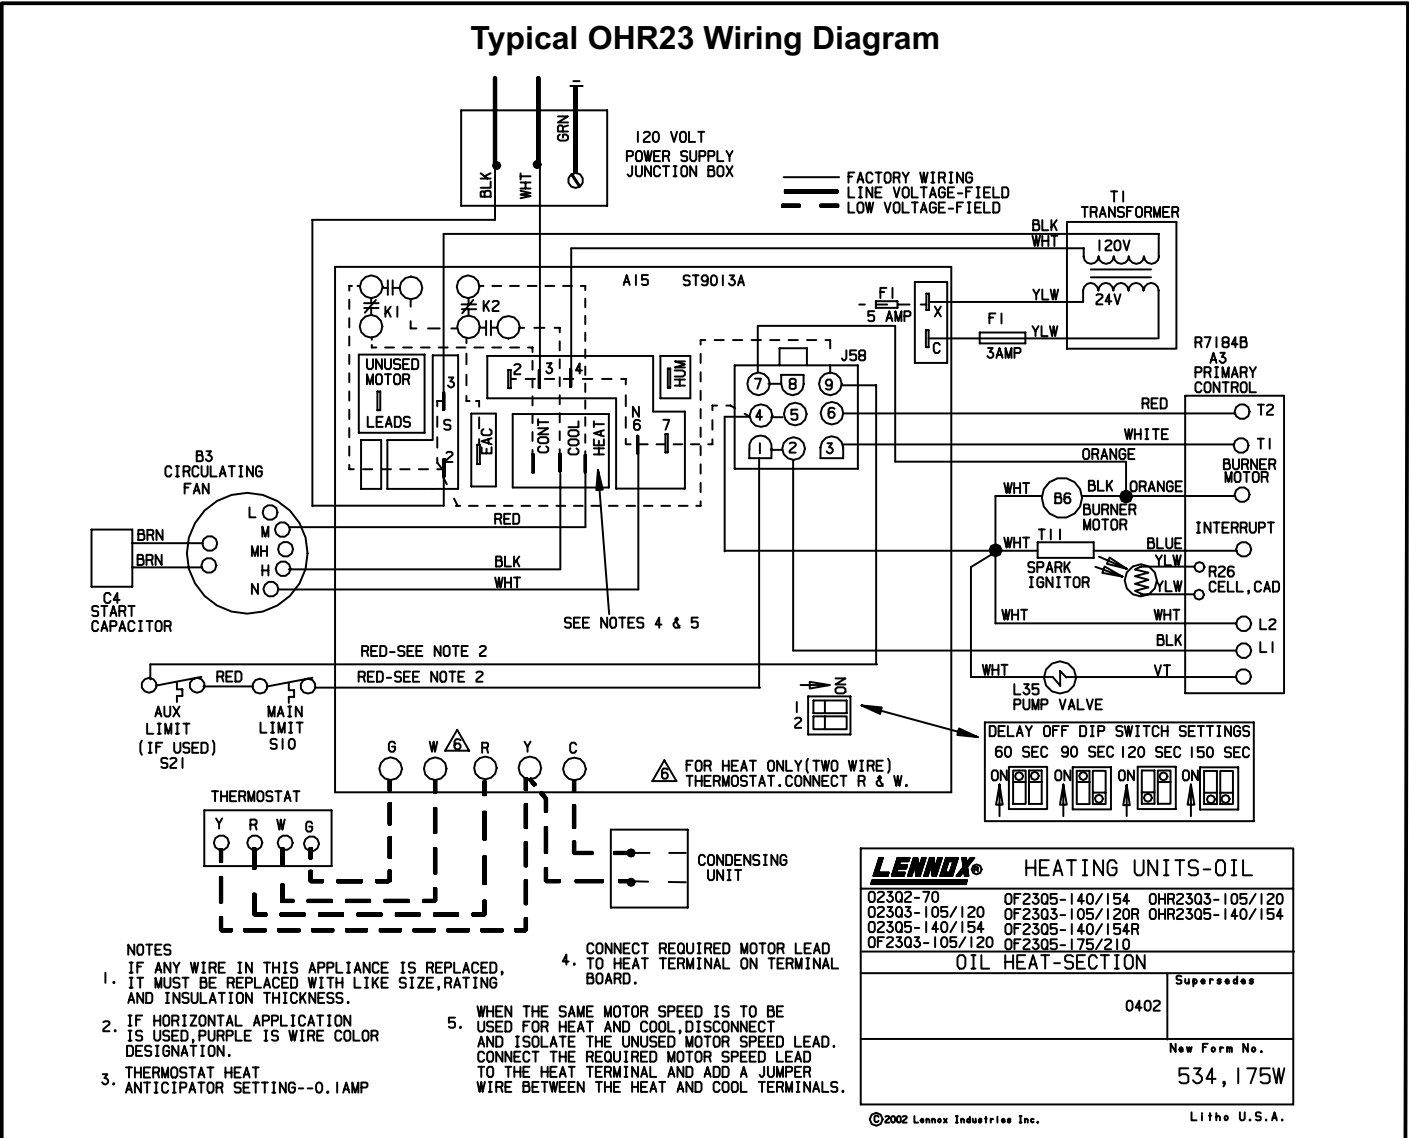 Typical OHR23 Wiring Diagram
120 VOLT
POWER SUPPLY
JUNCTION BOX
BLK
WHT
GRN
FACTORY WIRING
LINE VOLTAGE-FIELD
LOW VOLTAGE-FIELD
T1
TRANSFORMER
BLK
WHT
120V
24V
YLW
YLW
A15 ST9013A
F1
5 AMP
X
C
F1
3AMP
K1
K2
UNUSED
MOTOR
LEADS
3
S
2
EAC
2
3
4
HUM
CONT
COOL
HEAT
N
6
7
J58
7
8
9
4
5
6
1
2
3
R7184B
A3
PRIMARY
CONTROL
RED
T2
WHITE
T1
ORANGE
BURNER
MOTOR
WHT
B6
BLK
ORANGE
BURNER
MOTOR
INTERRUPT
WHT
T11
BLUE
SPARK
IGNITOR
YLW
YLW
R26
CELL,CAD
WHT
WHT
L2
BLK
L1
WHT
VT
L35
PUMP VALVE
B3
CIRCULATING
FAN
L
M
MH
H
N
BRN
BRN
C4
START
CAPACITOR
RED
BLK
WHT
SEE NOTES 4 & 5
RED-SEE NOTE 2
RED-SEE NOTE 2
RED
AUX
LIMIT
(IF USED)
S21
MAIN
LIMIT
S10
ON
1
2
DELAY OFF DIP SWITCH SETTINGS
60 SEC 90 SEC 120 SEC 150 SEC
ON ON ON ON
G W 6 R Y C
6 FOR HEAT ONLY(TWO WIRE)
THERMOSTAT.CONNECT R & W.
THERMOSTAT
Y R W G
CONDENSING
UNIT
NOTES
1. IF ANY WIRE IN THIS APPLIANCE IS REPLACED,
IT MUST BE REPLACED WITH LIKE SIZE,RATING
AND INSULATION THICKNESS.
2. IF HORIZONTAL APPLICATION
IS USED,PURPLE IS WIRE COLOR
DESIGNATION.
3. THERMOSTAT HEAT
ANTICIPATOR SETTING--0.1AMP
4. CONNECT REQUIRED MOTOR LEAD
TO HEAT TERMINAL ON TERMINAL
BOARD.
5. WHEN THE SAME MOTOR SPEED IS TO BE
USED FOR HEAT AND COOL,DISCONNECT
AND ISOLATE THE UNUSED MOTOR SPEED LEAD.
CONNECT THE REQUIRED MOTOR SPEED LEAD
TO THE HEAT TERMINAL AND ADD A JUMPER
WIRE BETWEEN THE HEAT AND COOL TERMINALS.
LENNOX® HEATING UNITS-OIL
O23Q2-70 OF23Q5-140/154 OHR23Q3-105/120
O23Q3-105/120 OF23Q3-105/120R OHR23Q5-140/154
O23Q5-140/154 OF23Q5-140/154R
OF23Q3-105/120 OF23Q5-175/210
OIL HEAT-SECTION
Supersedes
0402
New Form No.
534,175W
©2002 Lennox Industries Inc.
Litho U.S.A.